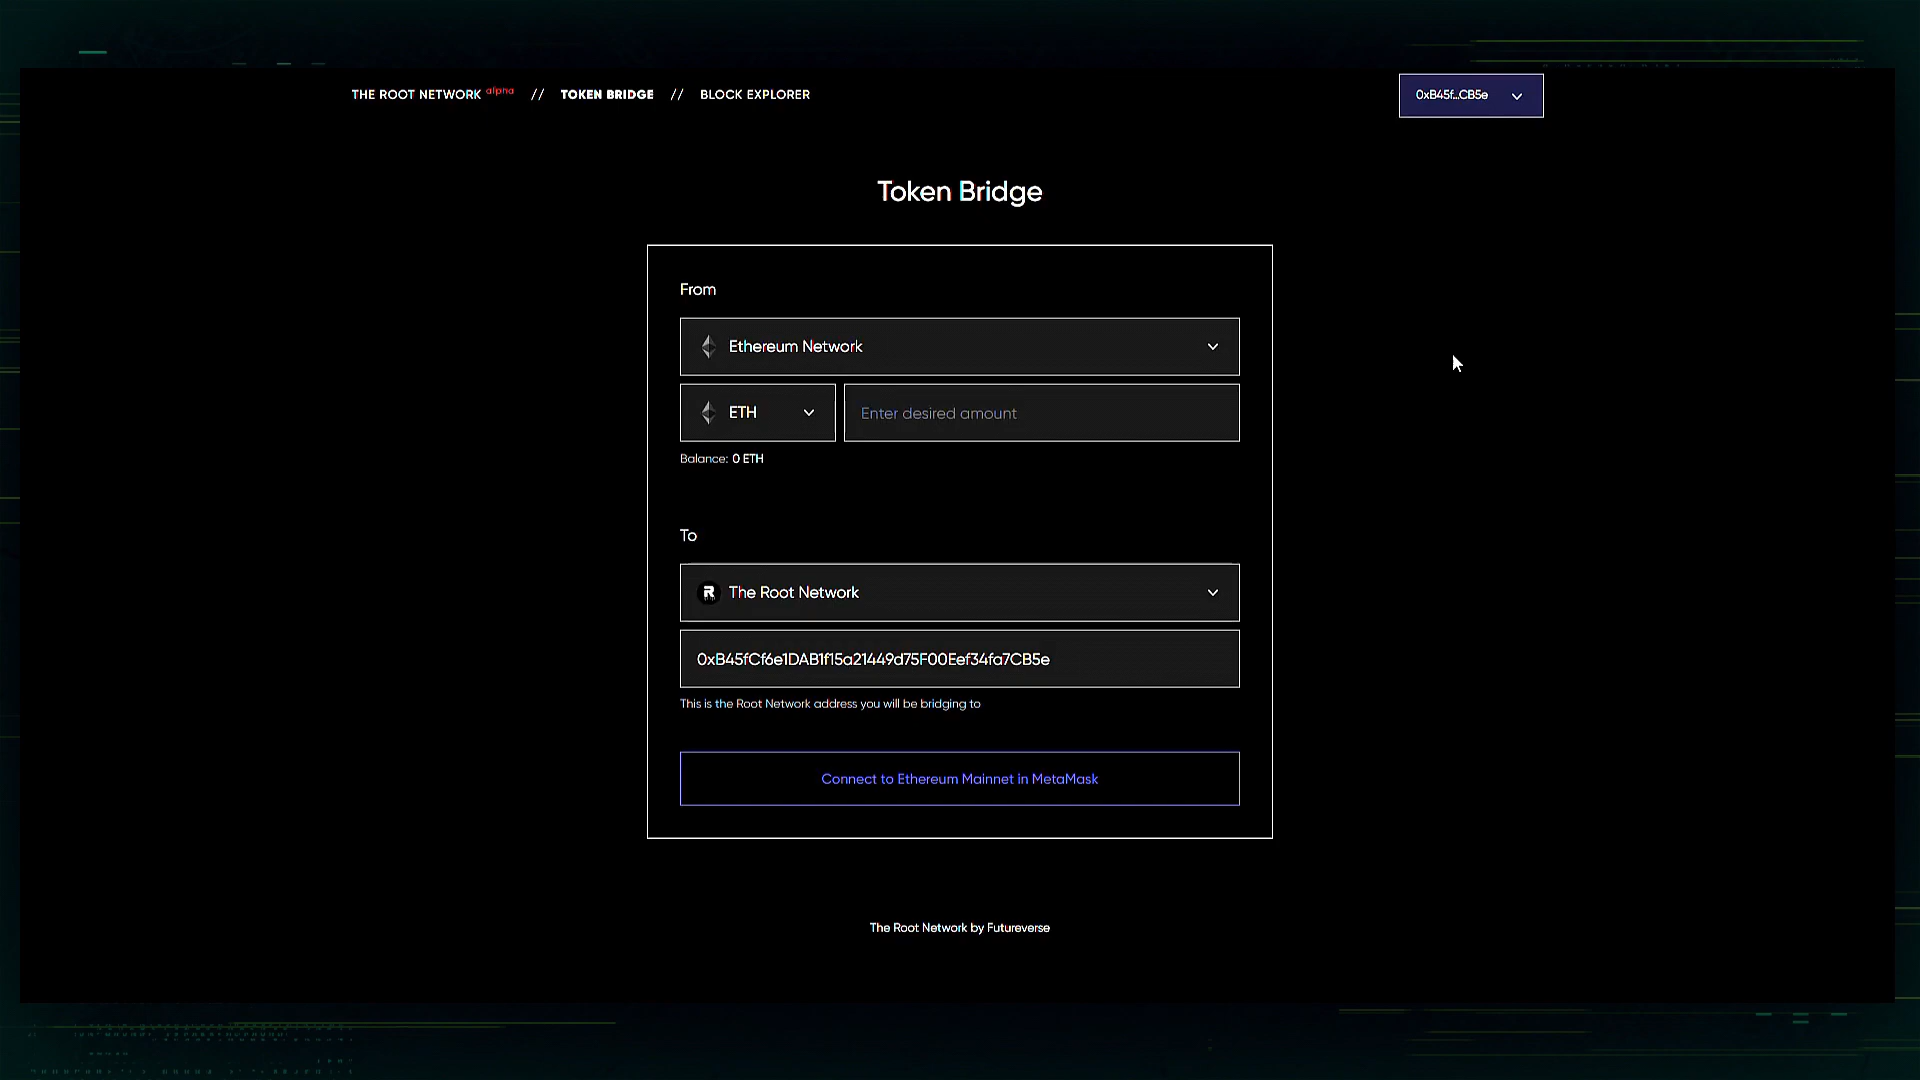 THE ROOT NETWORK alpha // TOKEN BRIDGE // BLOCK EXPLORER
0xB45f...CB5e
Token Bridge
From
Ethereum Network
ETH
Enter desired amount
Balance: 0 ETH
To
The Root Network
0xB45fCf6e1DAB1f15a21449d75F00Eef34fa7CB5e
This is the Root Network address you will be bridging to
Connect to Ethereum Mainnet in MetaMask
The Root Network by Futureverse